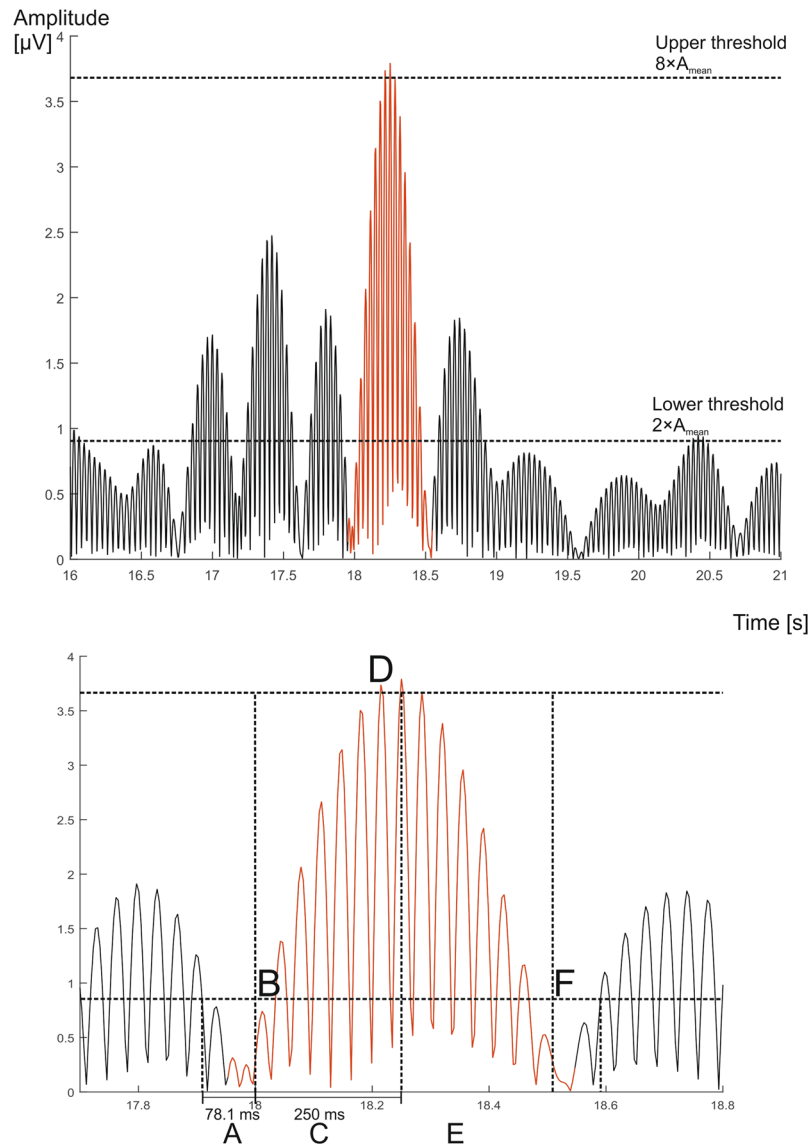 Amplitude
[µV]
4
Upper threshold
8×Amean
3.5
3
2.5
2
1.5
Lower threshold
2×Amean
1
0.5
0
16 16.5 17 17.5 18 18.5 19 19.5 20 20.5 21
Time [s]
4
D
3.5
3
2.5
2
1.5
1
B F
0.5
0
17.8 18 18.2 18.4 18.6 18.8
78.1 ms 250 ms
A C E